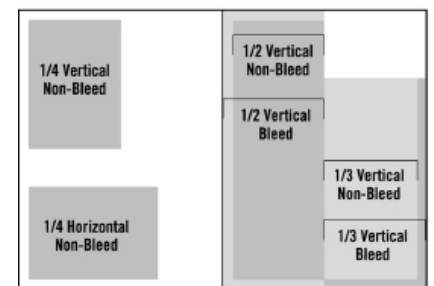 1/4 Vertical
Non-Bleed
1/2 Vertical
Non-Bleed
1/2 Vertical
Bleed
1/3 Vertical
Non-Bleed
1/4 Horizontal
Non-Bleed
1/3 Vertical
Bleed